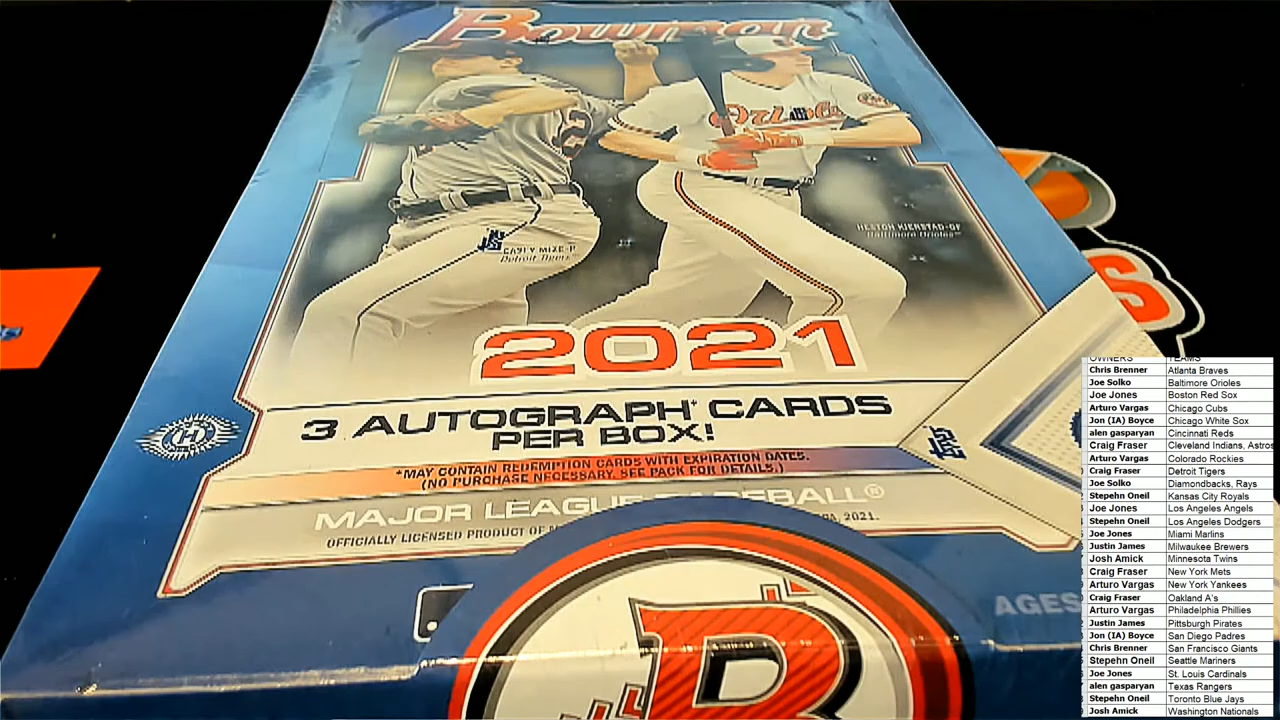 Bowman
Orioles
CASEY MIZE-P
Detroit Tigers™
HESTON KJERSTAD-OF
Baltimore Orioles™
2021
3 AUTOGRAPH* CARDS
PER BOX!
*MAY CONTAIN REDEMPTION CARDS WITH EXPIRATION DATES.
(NO PURCHASE NECESSARY. SEE PACK FOR DETAILS.)
MAJOR LEAGUE BASEBALL®
OFFICIALLY LICENSED PRODUCT OF
2021.
H
AGES
B
S
OWNERS TEAMS
Chris Brenner Atlanta Braves
Joe Solko Baltimore Orioles
Joe Jones Boston Red Sox
Arturo Vargas Chicago Cubs
Jon (IA) Boyce Chicago White Sox
alen gasparyan Cincinnati Reds
Craig Fraser Cleveland Indians, Astros
Arturo Vargas Colorado Rockies
Craig Fraser Detroit Tigers
Joe Solko Diamondbacks, Rays
Stepehn Oneil Kansas City Royals
Joe Jones Los Angeles Angels
Stepehn Oneil Los Angeles Dodgers
Joe Jones Miami Marlins
Justin James Milwaukee Brewers
Josh Amick Minnesota Twins
Craig Fraser New York Mets
Arturo Vargas New York Yankees
Craig Fraser Oakland A's
Arturo Vargas Philadelphia Phillies
Justin James Pittsburgh Pirates
Jon (IA) Boyce San Diego Padres
Chris Brenner San Francisco Giants
Stepehn Oneil Seattle Mariners
Joe Jones St. Louis Cardinals
alen gasparyan Texas Rangers
Stepehn Oneil Toronto Blue Jays
Josh Amick Washington Nationals